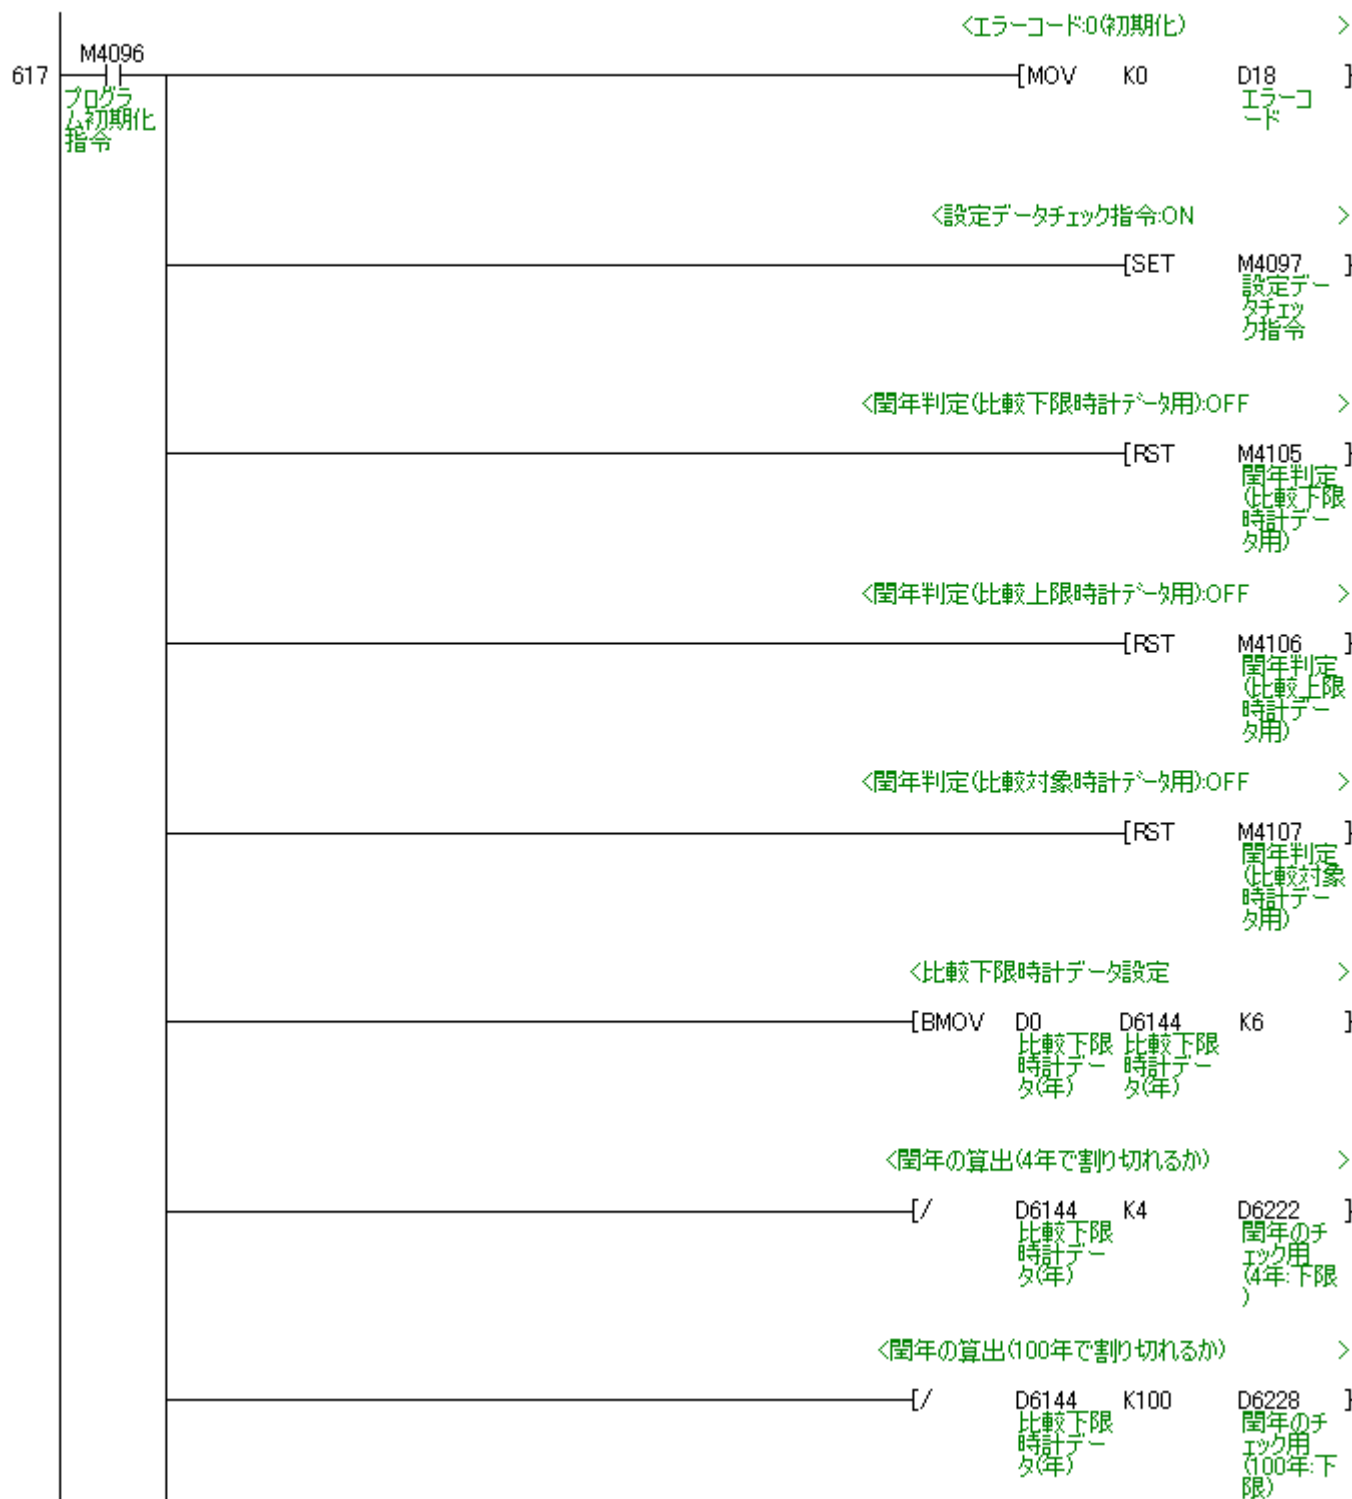 <エラーコード:0(初期化) >
M4096
617 [MOV K0 D18 ]
プログラ
ム初期化
指令
エラーコ
ード
<設定データチェック指令:ON >
[SET M4097 ]
設定デー
タチェッ
ク指令
<閏年判定(比較下限時計データ用):OFF >
[RST M4105 ]
閏年判定
(比較下限
時計デー
タ用)
<閏年判定(比較上限時計データ用):OFF >
[RST M4106 ]
閏年判定
(比較上限
時計デー
タ用)
<閏年判定(比較対象時計データ用):OFF >
[RST M4107 ]
閏年判定
(比較対象
時計デー
タ用)
<比較下限時計データ設定 >
[BMOV D0 D6144 K6 ]
比較下限 比較下限
時計デー 時計デー
タ(年) タ(年)
<閏年の算出(4年で割り切れるか) >
[/ D6144 K4 D6222 ]
比較下限 閏年のチ
時計デー ェック用
タ(年) (4年:下限
)
<閏年の算出(100年で割り切れるか) >
[/ D6144 K100 D6228 ]
比較下限 閏年のチ
時計デー ェック用
タ(年) (100年:下
限)